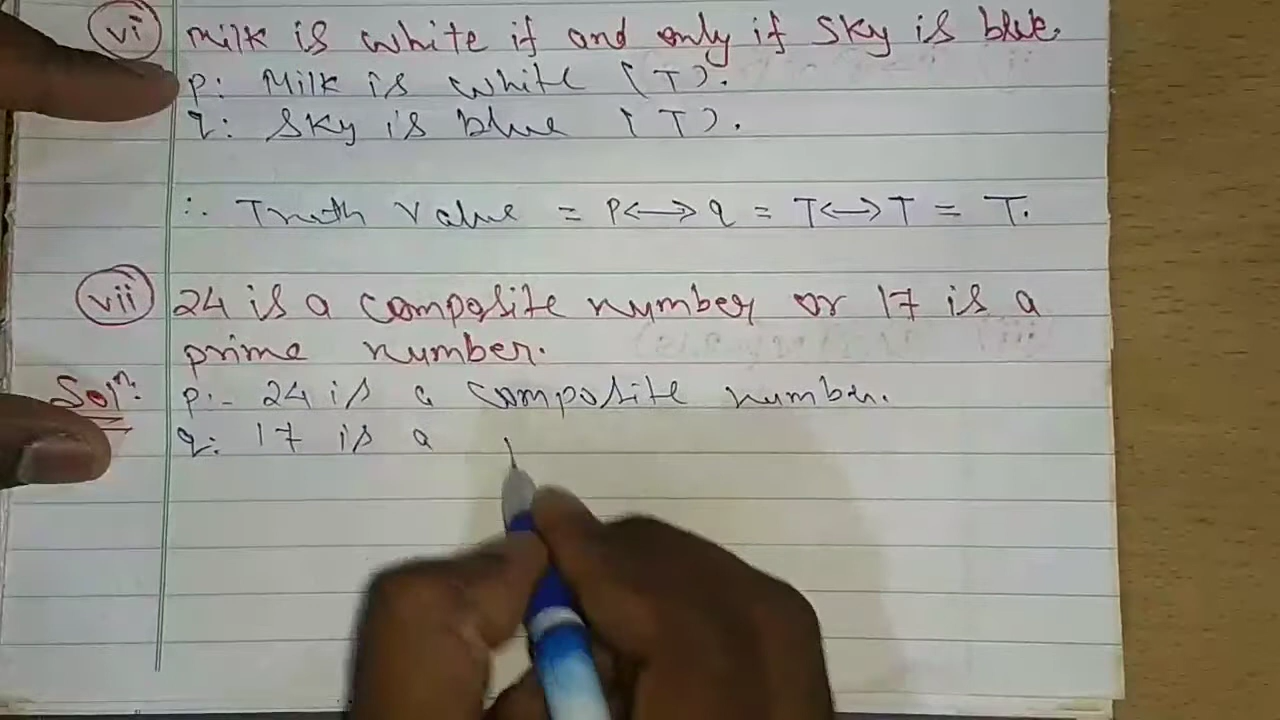 vi Milk is white if and only if sky is blue.
p: Milk is white (T).
q: Sky is blue (T).
∴ Truth Value = P⟷q = T⟷T = T.
vii 24 is a composite number or 17 is a
prime number.
Solⁿ: p:- 24 is a composite number.
q: 17 is a